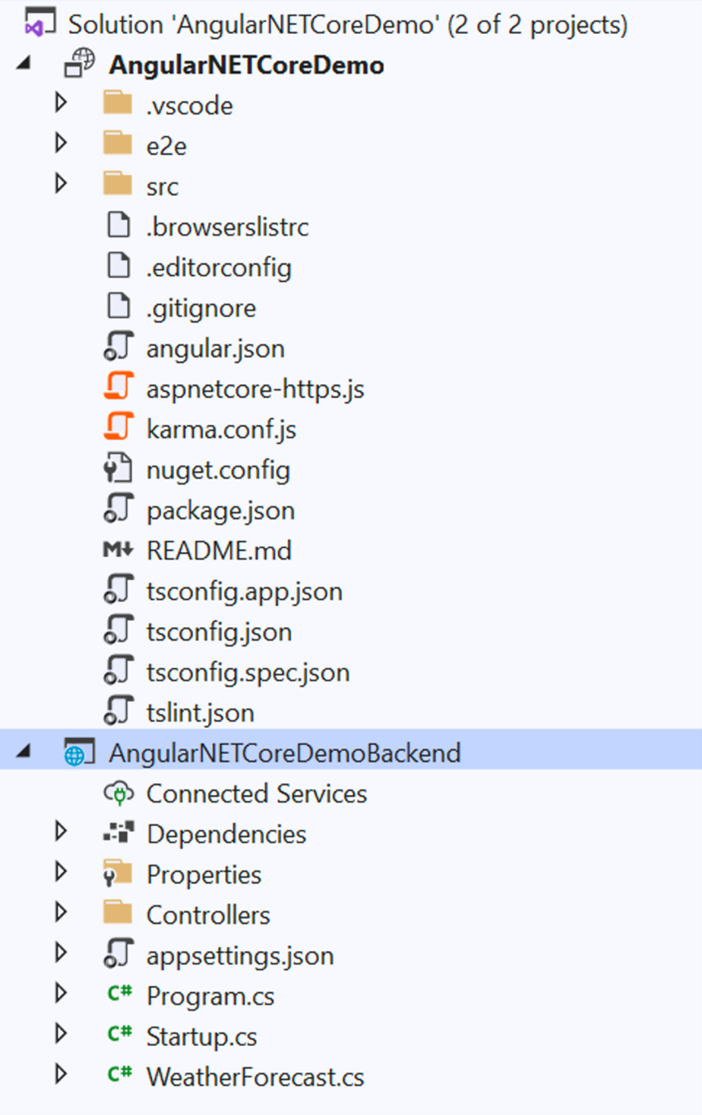 Solution 'AngularNETCoreDemo' (2 of 2 projects)
AngularNETCoreDemo
.vscode
e2e
src
.browserslistrc
.editorconfig
.gitignore
angular.json
aspnetcore-https.js
karma.conf.js
nuget.config
package.json
README.md
tsconfig.app.json
tsconfig.json
tsconfig.spec.json
tslint.json
AngularNETCoreDemoBackend
Connected Services
Dependencies
Properties
Controllers
appsettings.json
C# Program.cs
C# Startup.cs
C# WeatherForecast.cs